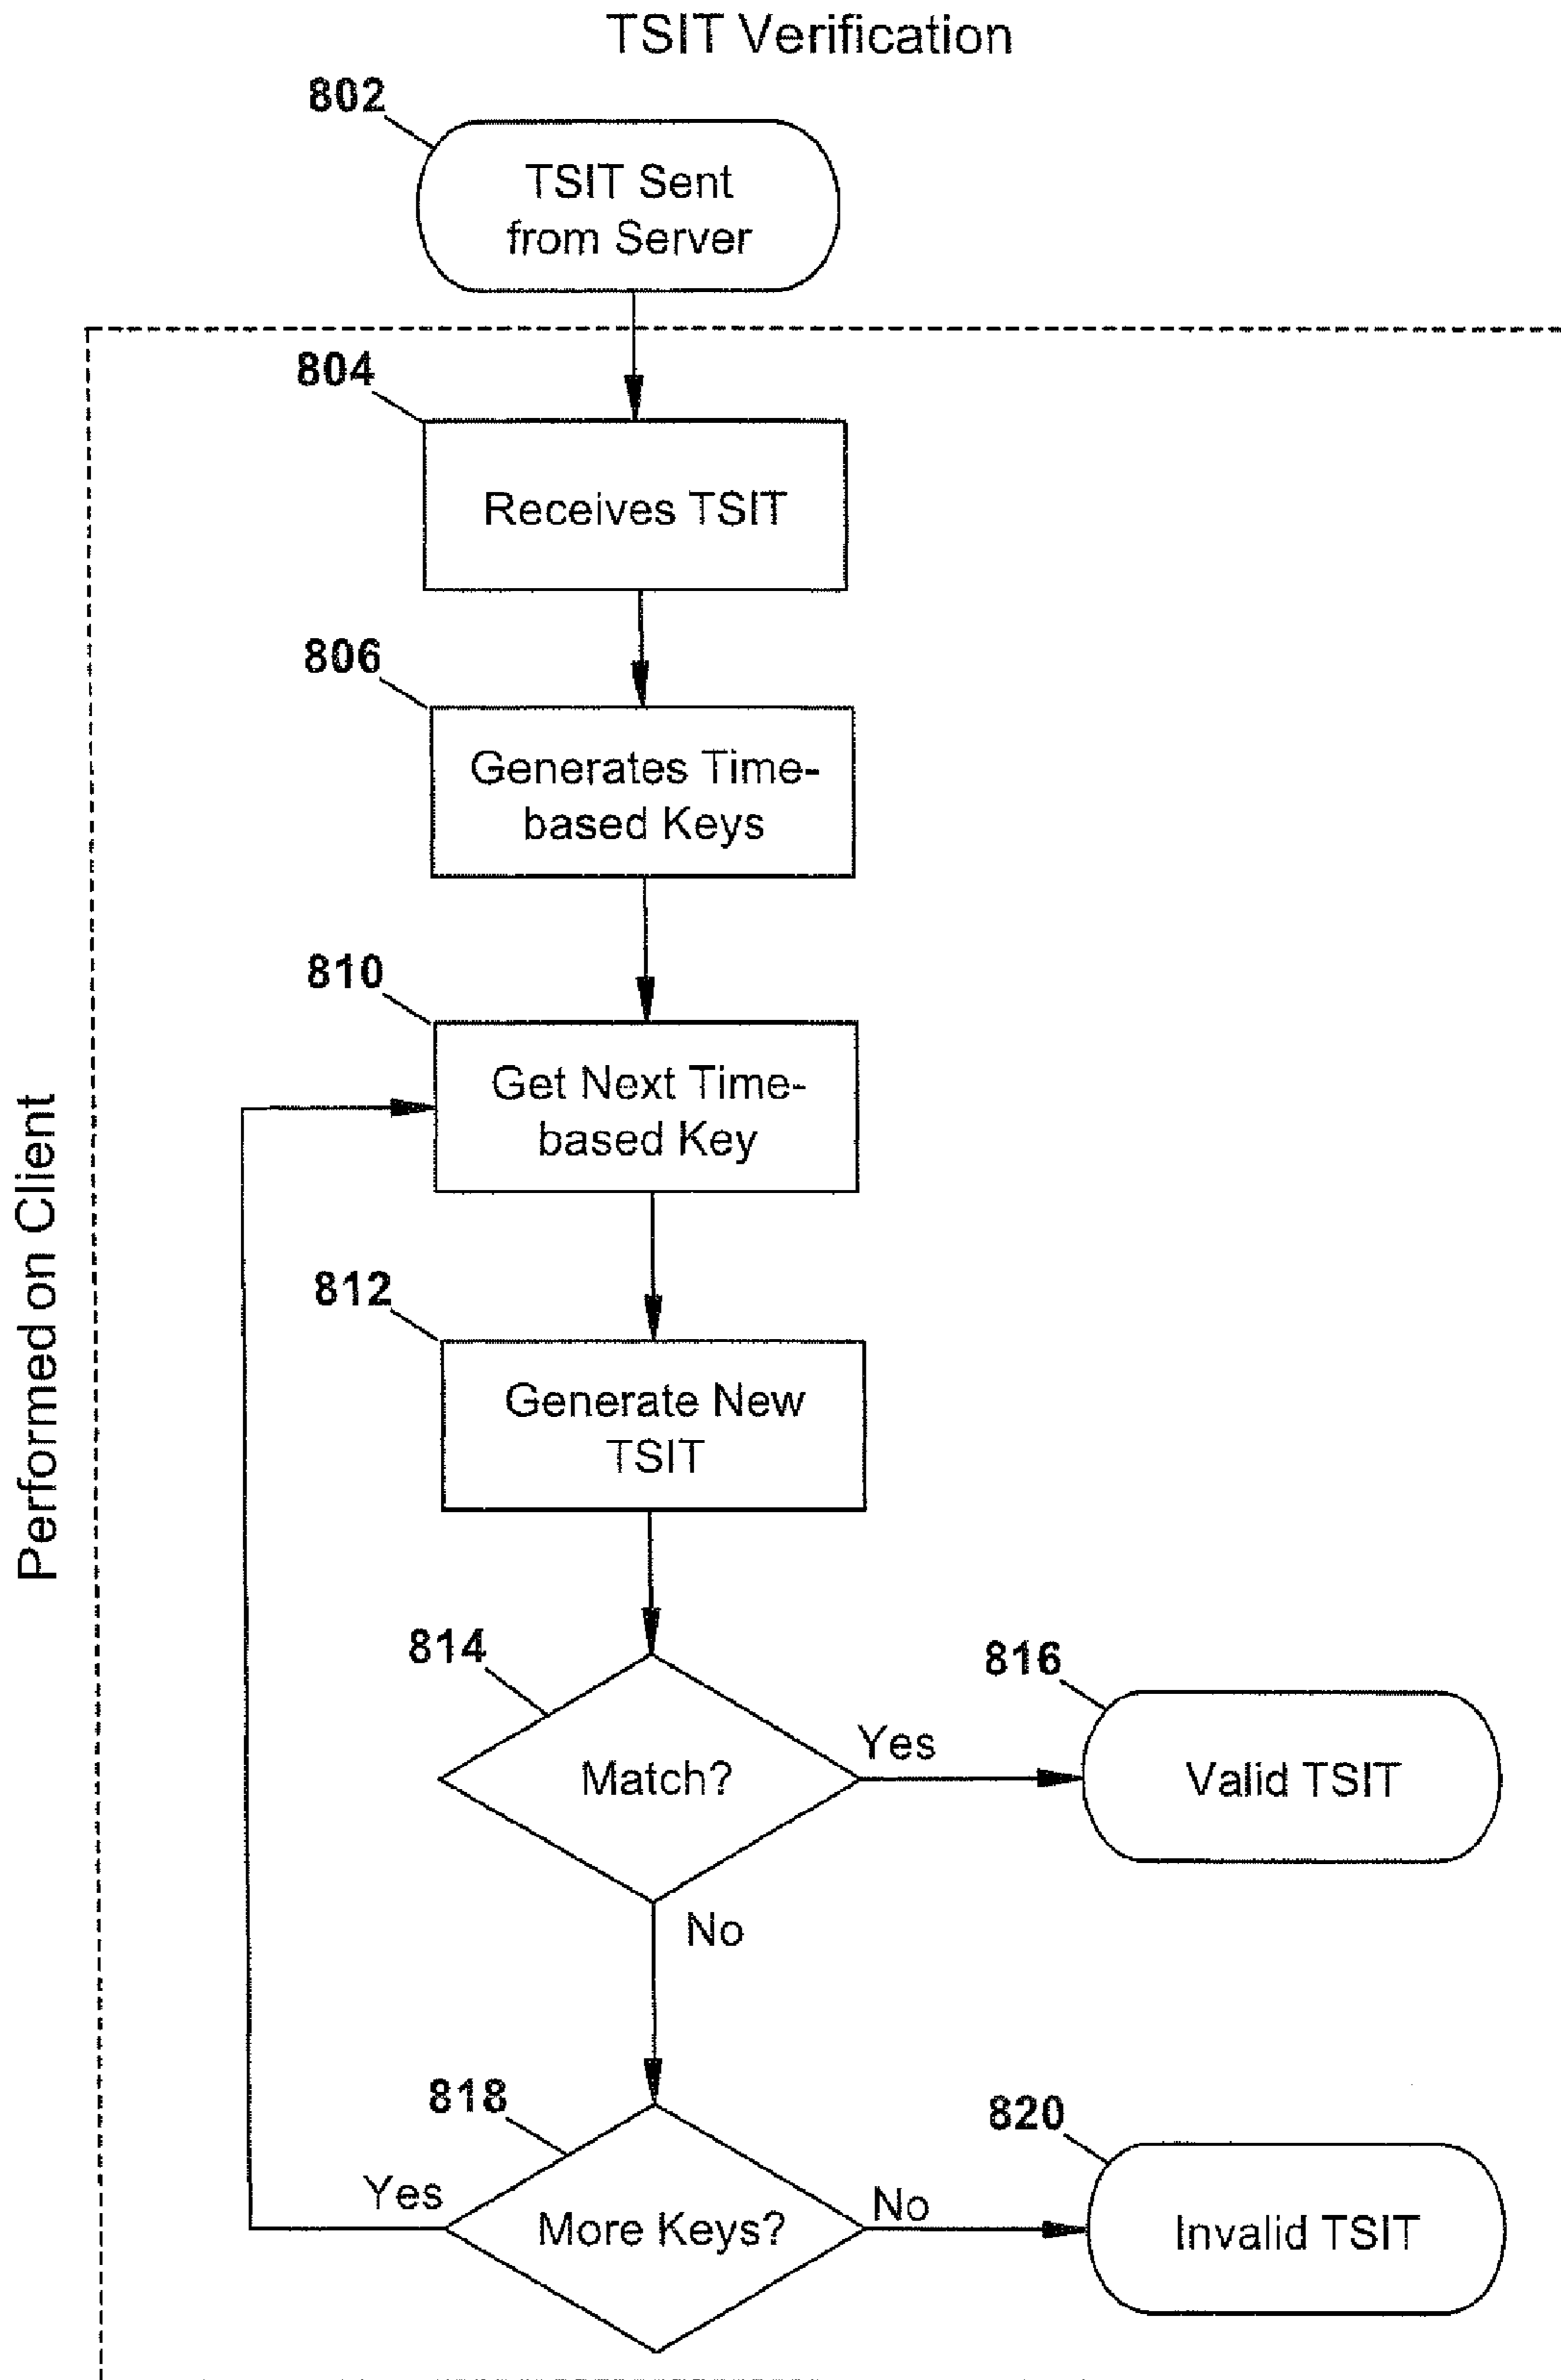 TSIT Verification
802
TSIT Sent
from Server
804
Receives TSIT
806
Generates Time-
based Keys
810
Get Next Time-
based Key
812
Generate New
TSIT
Performed on Client
814
Match?
Yes
816
Valid TSIT
No
818
More Keys?
Yes
No
820
Invalid TSIT